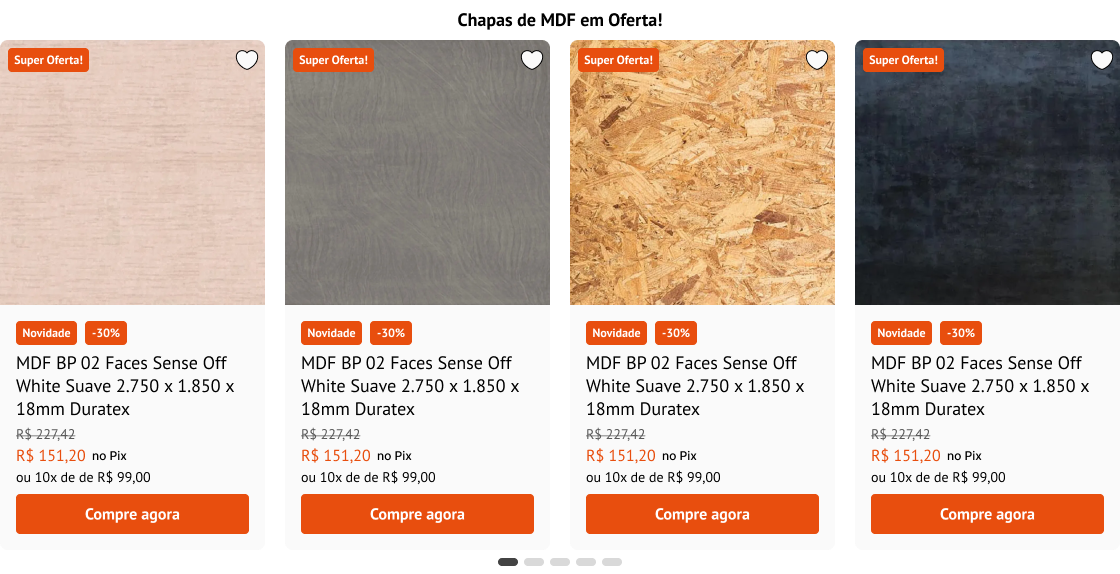 Chapas de MDF em Oferta!
Super Oferta!
Super Oferta!
Super Oferta!
Super Oferta!
Novidade -30%
MDF BP 02 Faces Sense Off
White Suave 2.750 x 1.850 x
18mm Duratex
R$ 227,42
R$ 151,20 no Pix
ou 10x de de R$ 99,00
Compre agora
Novidade -30%
MDF BP 02 Faces Sense Off
White Suave 2.750 x 1.850 x
18mm Duratex
R$ 227,42
R$ 151,20 no Pix
ou 10x de de R$ 99,00
Compre agora
Novidade -30%
MDF BP 02 Faces Sense Off
White Suave 2.750 x 1.850 x
18mm Duratex
R$ 227,42
R$ 151,20 no Pix
ou 10x de de R$ 99,00
Compre agora
Novidade -30%
MDF BP 02 Faces Sense Off
White Suave 2.750 x 1.850 x
18mm Duratex
R$ 227,42
R$ 151,20 no Pix
ou 10x de de R$ 99,00
Compre agora